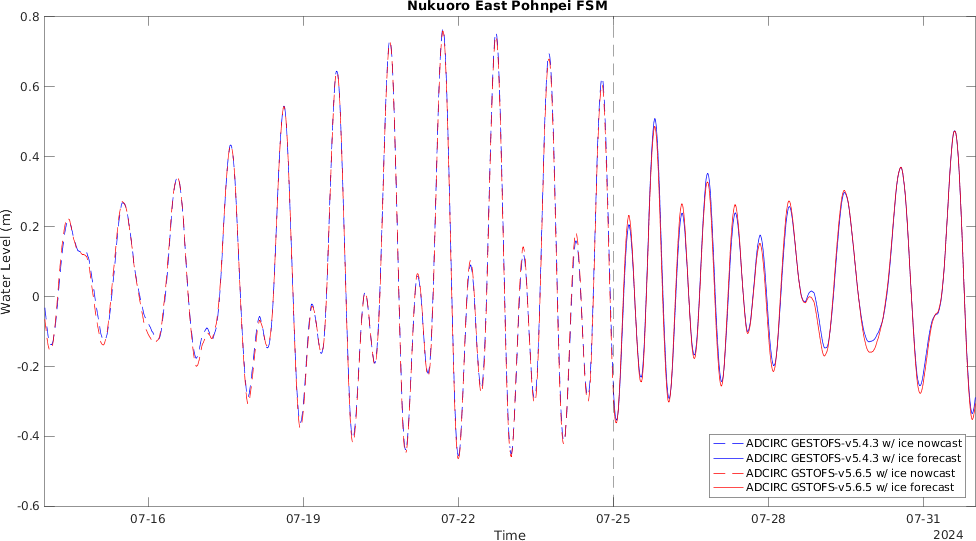 Nukuoro East Pohnpei FSM
0.8
0.6
0.4
0.2
0
-0.2
-0.4
-0.6
Water Level (m)
07-16 07-19 07-22 07-25 07-28 07-31
Time
2024
ADCIRC GESTOFS-v5.4.3 w/ ice nowcast
ADCIRC GESTOFS-v5.4.3 w/ ice forecast
ADCIRC GSTOFS-v5.6.5 w/ ice nowcast
ADCIRC GSTOFS-v5.6.5 w/ ice forecast